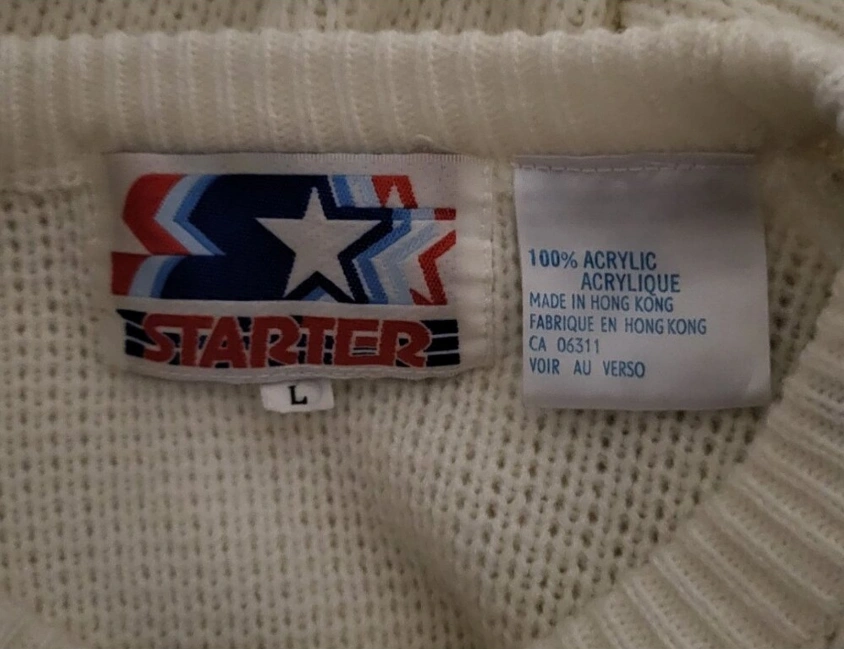 STARTER
L
100% ACRYLIC
ACRYLIQUE
MADE IN HONG KONG
FABRIQUE EN HONG KONG
CA 06311
VOIR AU VERSO